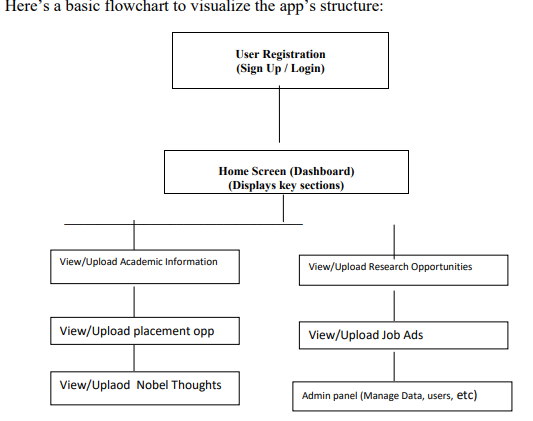 Here's a basic flowchart to visualize the app's structure:
User Registration
(Sign Up / Login)
Home Screen (Dashboard)
(Displays key sections)
View/Upload Academic Information
View/Upload Research Opportunities
View/Upload placement opp
View/Upload Job Ads
View/Uplaod Nobel Thoughts
Admin panel (Manage Data, users, etc)